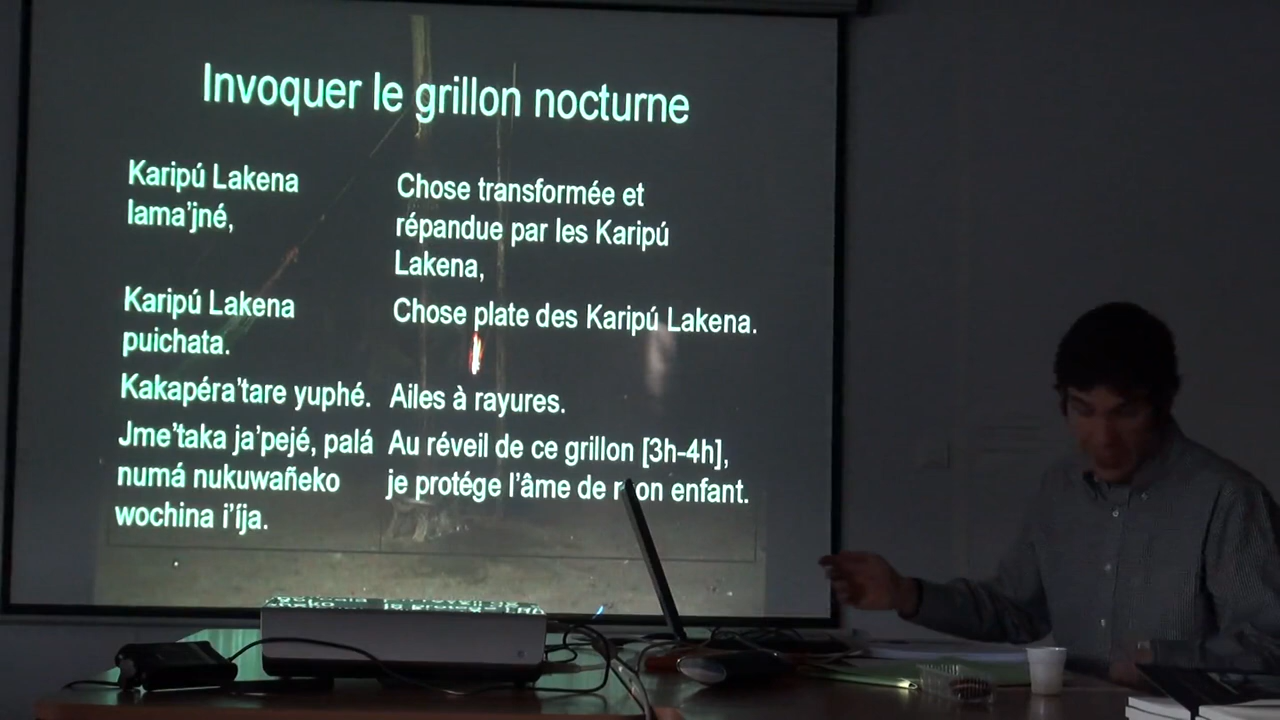 Invoquer le grillon nocturne
Karipú Lakena
lama’jné,
Chose transformée et
répandue par les Karipú
Lakena,
Karipú Lakena
puichata.
Chose plate des Karipú Lakena.
Kakapéra’tare yuphé.
Ailes à rayures.
Jme’taka ja’pejé, palá
numá nukuwañeko
wochina i’íja.
Au réveil de ce grillon [3h-4h],
je protége l’âme de mon enfant.